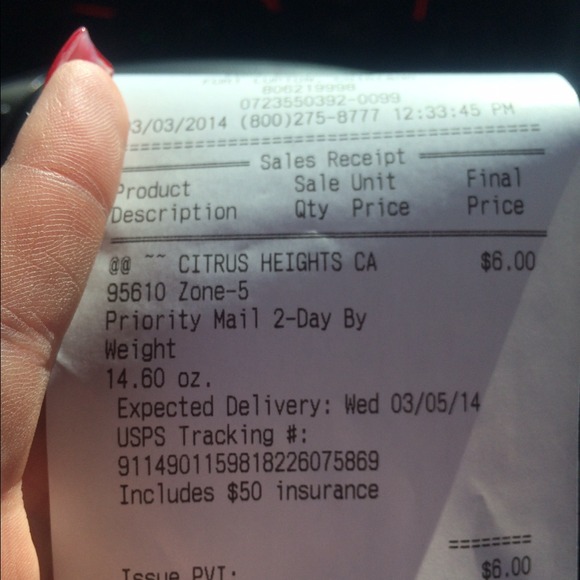 0723550392-0099
3/03/2014 (800)275-8777 12:33:45 PM
Sales Receipt
Product Sale Unit Final
Description Qty Price Price
@@ ~~ CITRUS HEIGHTS CA $6.00
95610 Zone-5
Priority Mail 2-Day By
Weight
14.60 oz.
Expected Delivery: Wed 03/05/14
USPS Tracking #:
9114901159818226075869
Includes $50 insurance
========
Issue PVI: $6.00